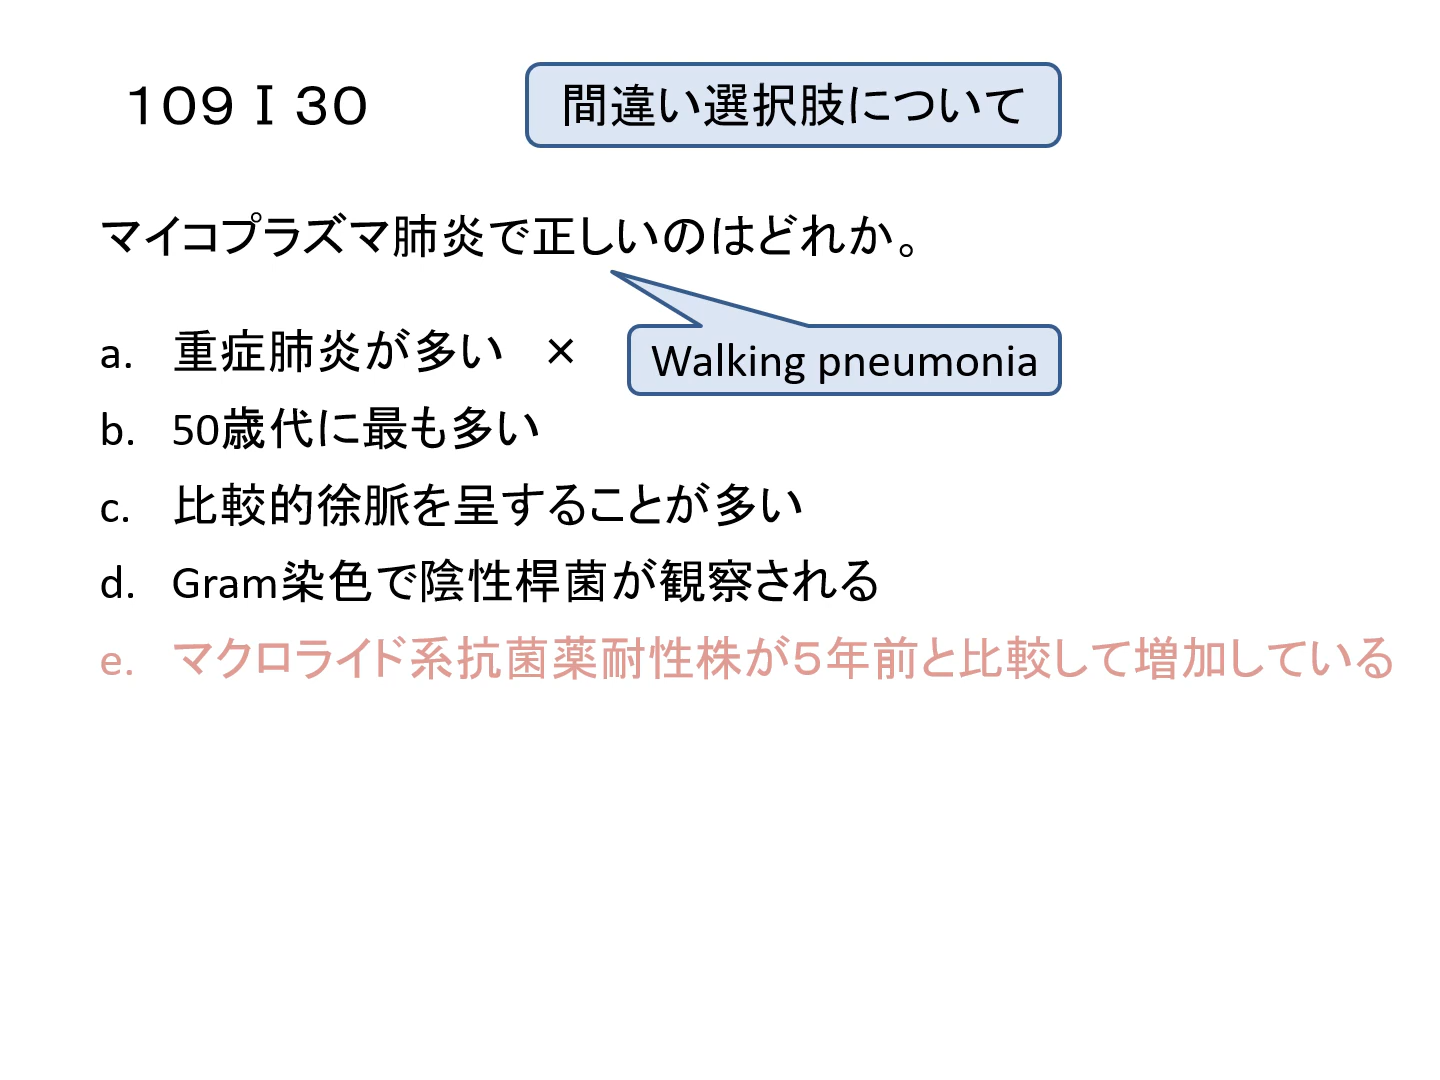 109 I 30
間違い選択肢について
マイコプラズマ肺炎で正しいのはどれか。
a. 重症肺炎が多い ×
Walking pneumonia
b. 50歳代に最も多い
c. 比較的徐脈を呈することが多い
d. Gram染色で陰性桿菌が観察される
e. マクロライド系抗菌薬耐性株が5年前と比較して増加している